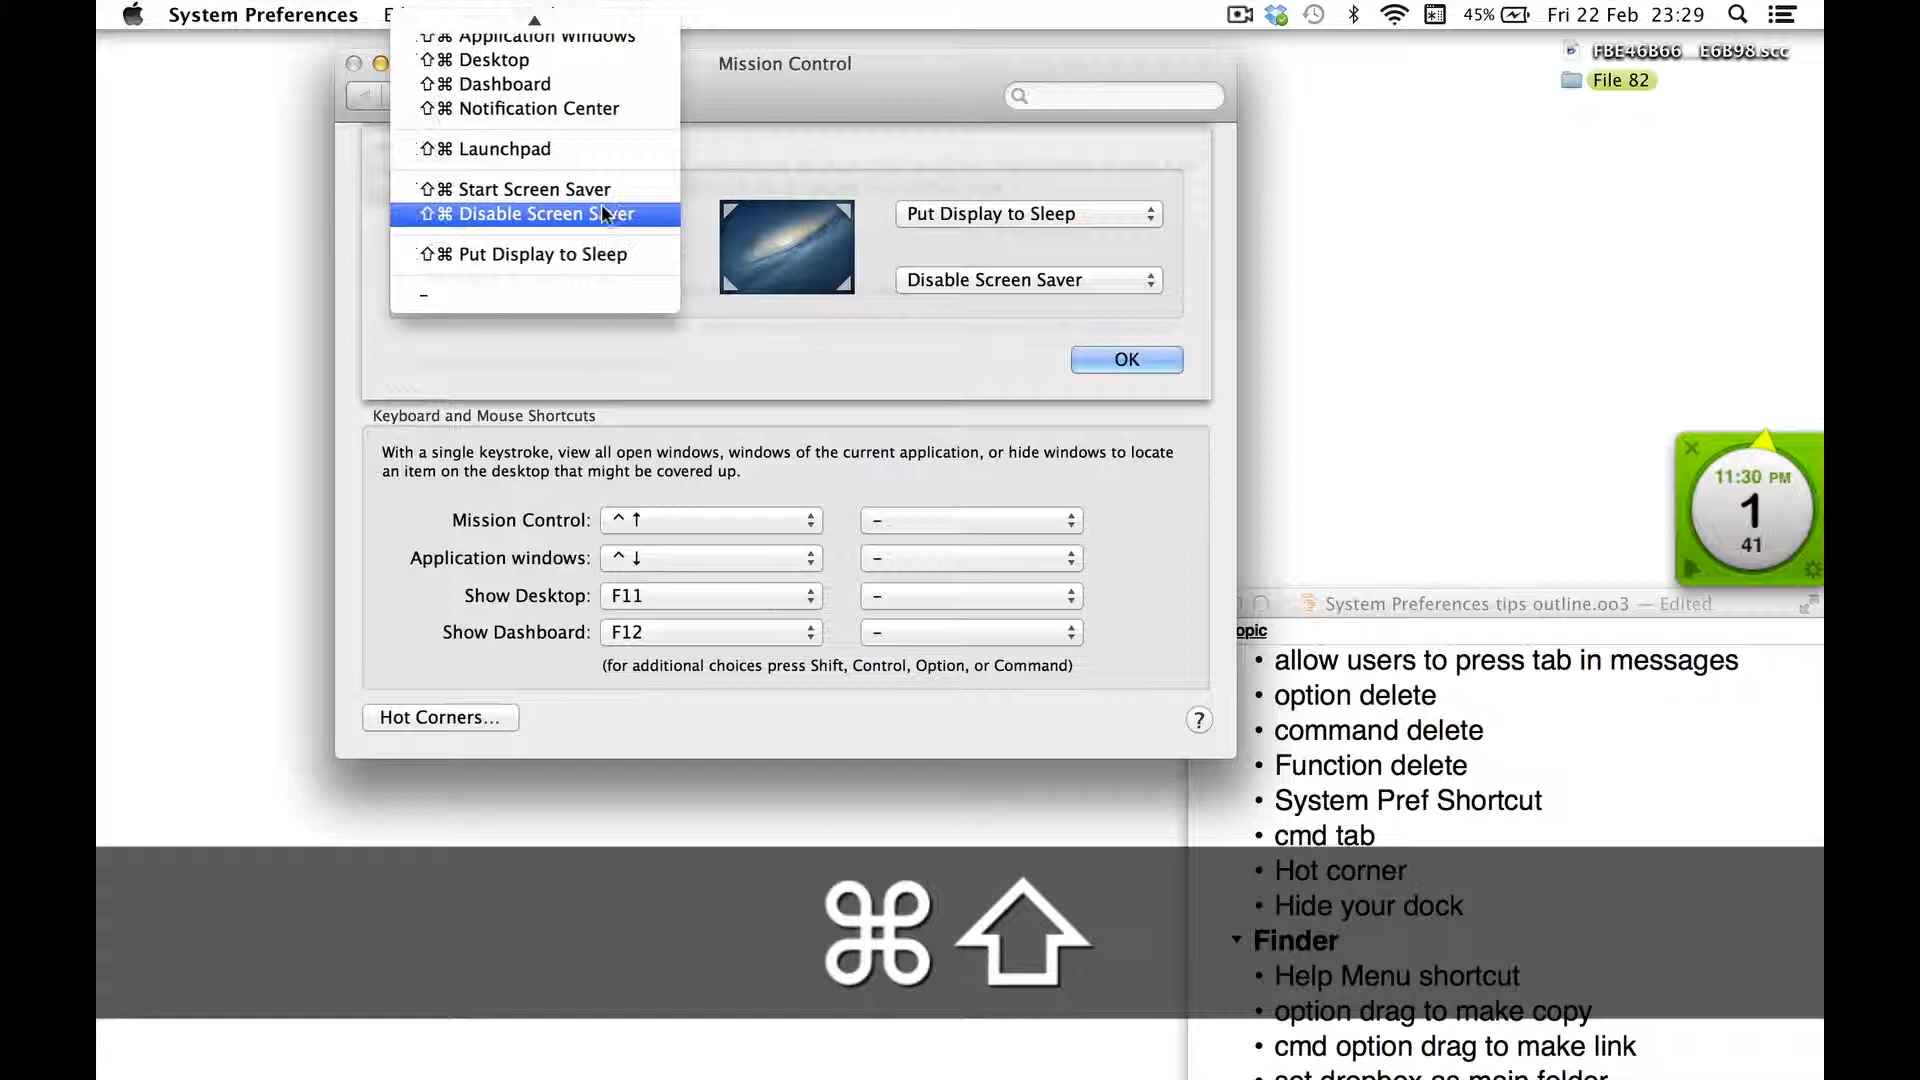 System Preferences
45% Fri 22 Feb 23:29
⇧⌘ Application Windows
⇧⌘ Desktop
⇧⌘ Dashboard
⇧⌘ Notification Center
⇧⌘ Launchpad
⇧⌘ Start Screen Saver
⇧⌘ Disable Screen Saver
⇧⌘ Put Display to Sleep
–
Mission Control
FBE46B66 ... E6B98.scc
File 82
Put Display to Sleep
Disable Screen Saver
OK
Keyboard and Mouse Shortcuts
With a single keystroke, view all open windows, windows of the current application, or hide windows to locate
an item on the desktop that might be covered up.
Mission Control: ^ ↑ –
Application windows: ^ ↓ –
Show Desktop: F11 –
Show Dashboard: F12 –
(for additional choices press Shift, Control, Option, or Command)
Hot Corners...
?
11:30 PM
1
41
System Preferences tips outline.oo3 — Edited
opic
• allow users to press tab in messages
• option delete
• command delete
• Function delete
• System Pref Shortcut
• cmd tab
• Hot corner
• Hide your dock
Finder
• Help Menu shortcut
• option drag to make copy
• cmd option drag to make link
• set dropbox as main folder
⌘⇧